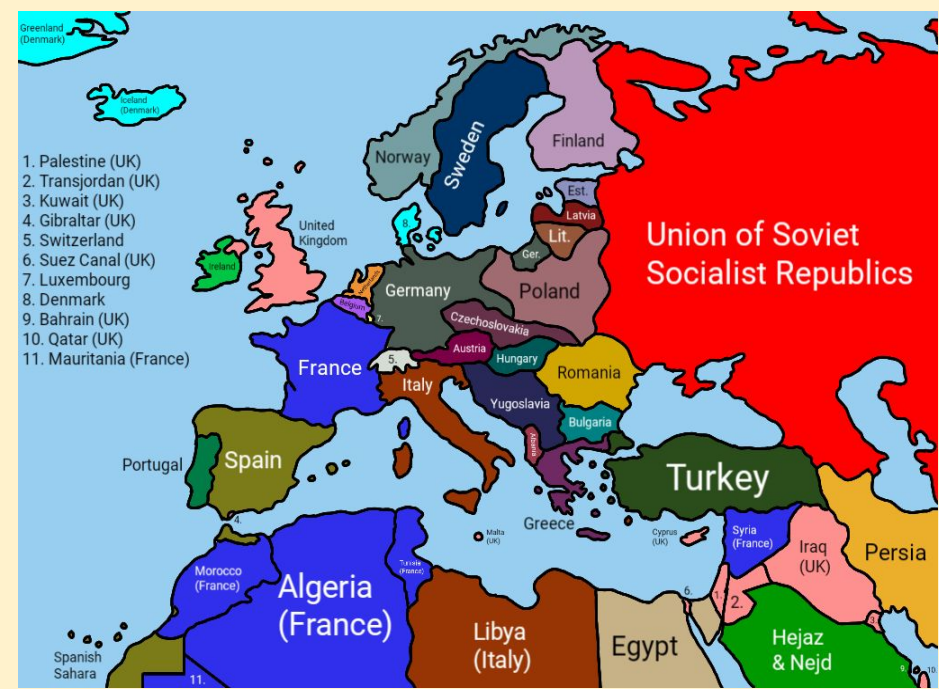 Greenland
(Denmark)
Iceland
(Denmark)
1. Palestine (UK)
2. Transjordan (UK)
3. Kuwait (UK)
4. Gibraltar (UK)
5. Switzerland
6. Suez Canal (UK)
7. Luxembourg
8. Denmark
9. Bahrain (UK)
10. Qatar (UK)
11. Mauritania (France)
Norway
Sweden
Finland
Est.
Latvia
Lit.
Ger.
8.
United
Kingdom
Ireland
Netherlands
Belgium
7.
Germany
Poland
Union of Soviet
Socialist Republics
Czechoslovakia
Austria
Hungary
France
5.
Italy
Romania
Yugoslavia
Bulgaria
Albania
Portugal
Spain
4.
Turkey
Greece
Malta
(UK)
Cyprus
(UK)
Syria
(France)
Iraq
(UK)
Persia
Morocco
(France)
Algeria
(France)
Tunisia
(France)
6.
1.
2.
3.
Libya
(Italy)
Egypt
Hejaz
& Nejd
Spanish
Sahara
11.
9.
10.